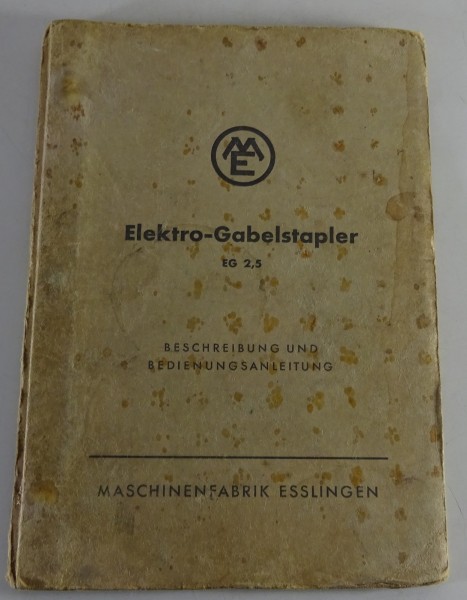 ME
Elektro-Gabelstapler
EG 2,5
BESCHREIBUNG UND
BEDIENUNGSANLEITUNG
MASCHINENFABRIK ESSLINGEN